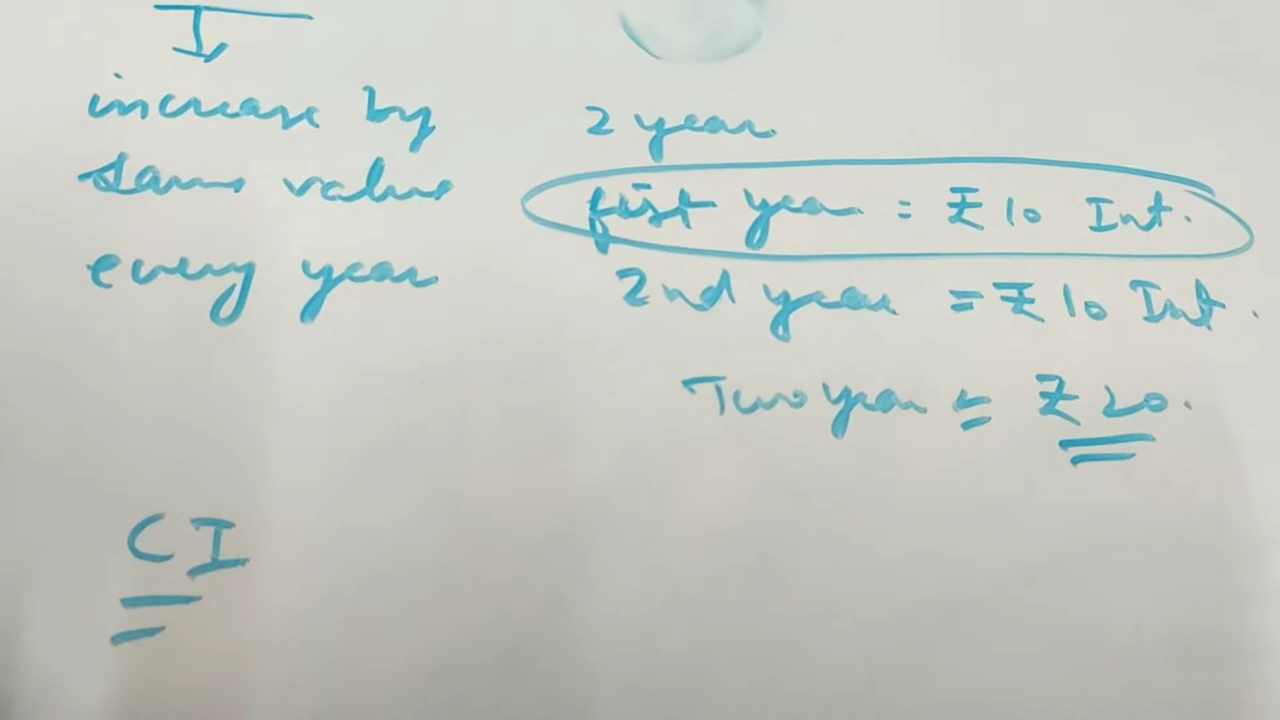 increase by
same value
every year
2 year
first year = ₹10 Int.
2nd year = ₹10 Int.
Two year = ₹20.
CI